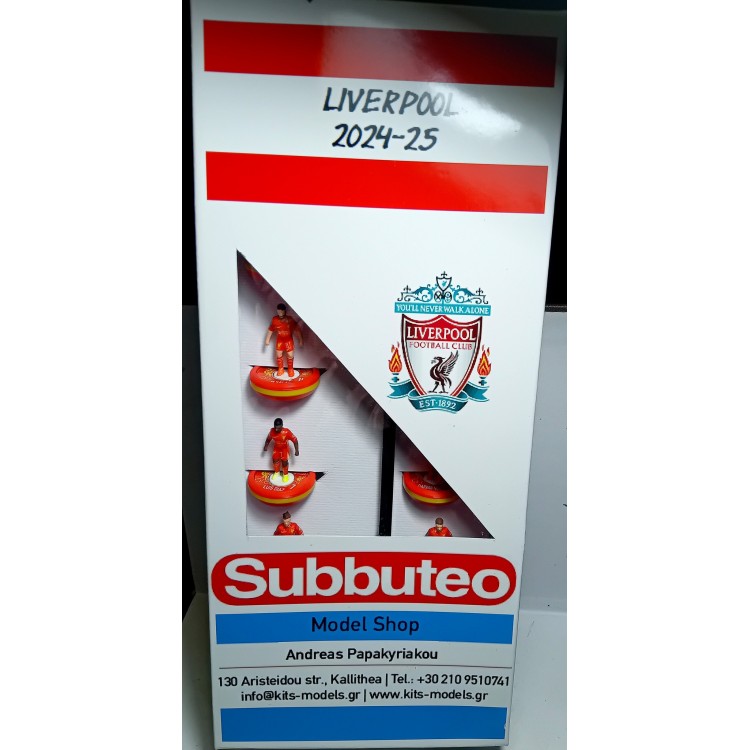 LIVERPOOL
2024-25
YOU'LL NEVER WALK ALONE
LIVERPOOL
FOOTBALL CLUB
EST·1892
Subbuteo
Model Shop
Andreas Papakyriakou
130 Aristeidou str., Kallithea | Tel.: +30 210 9510741
info@kits-models.gr | www.kits-models.gr